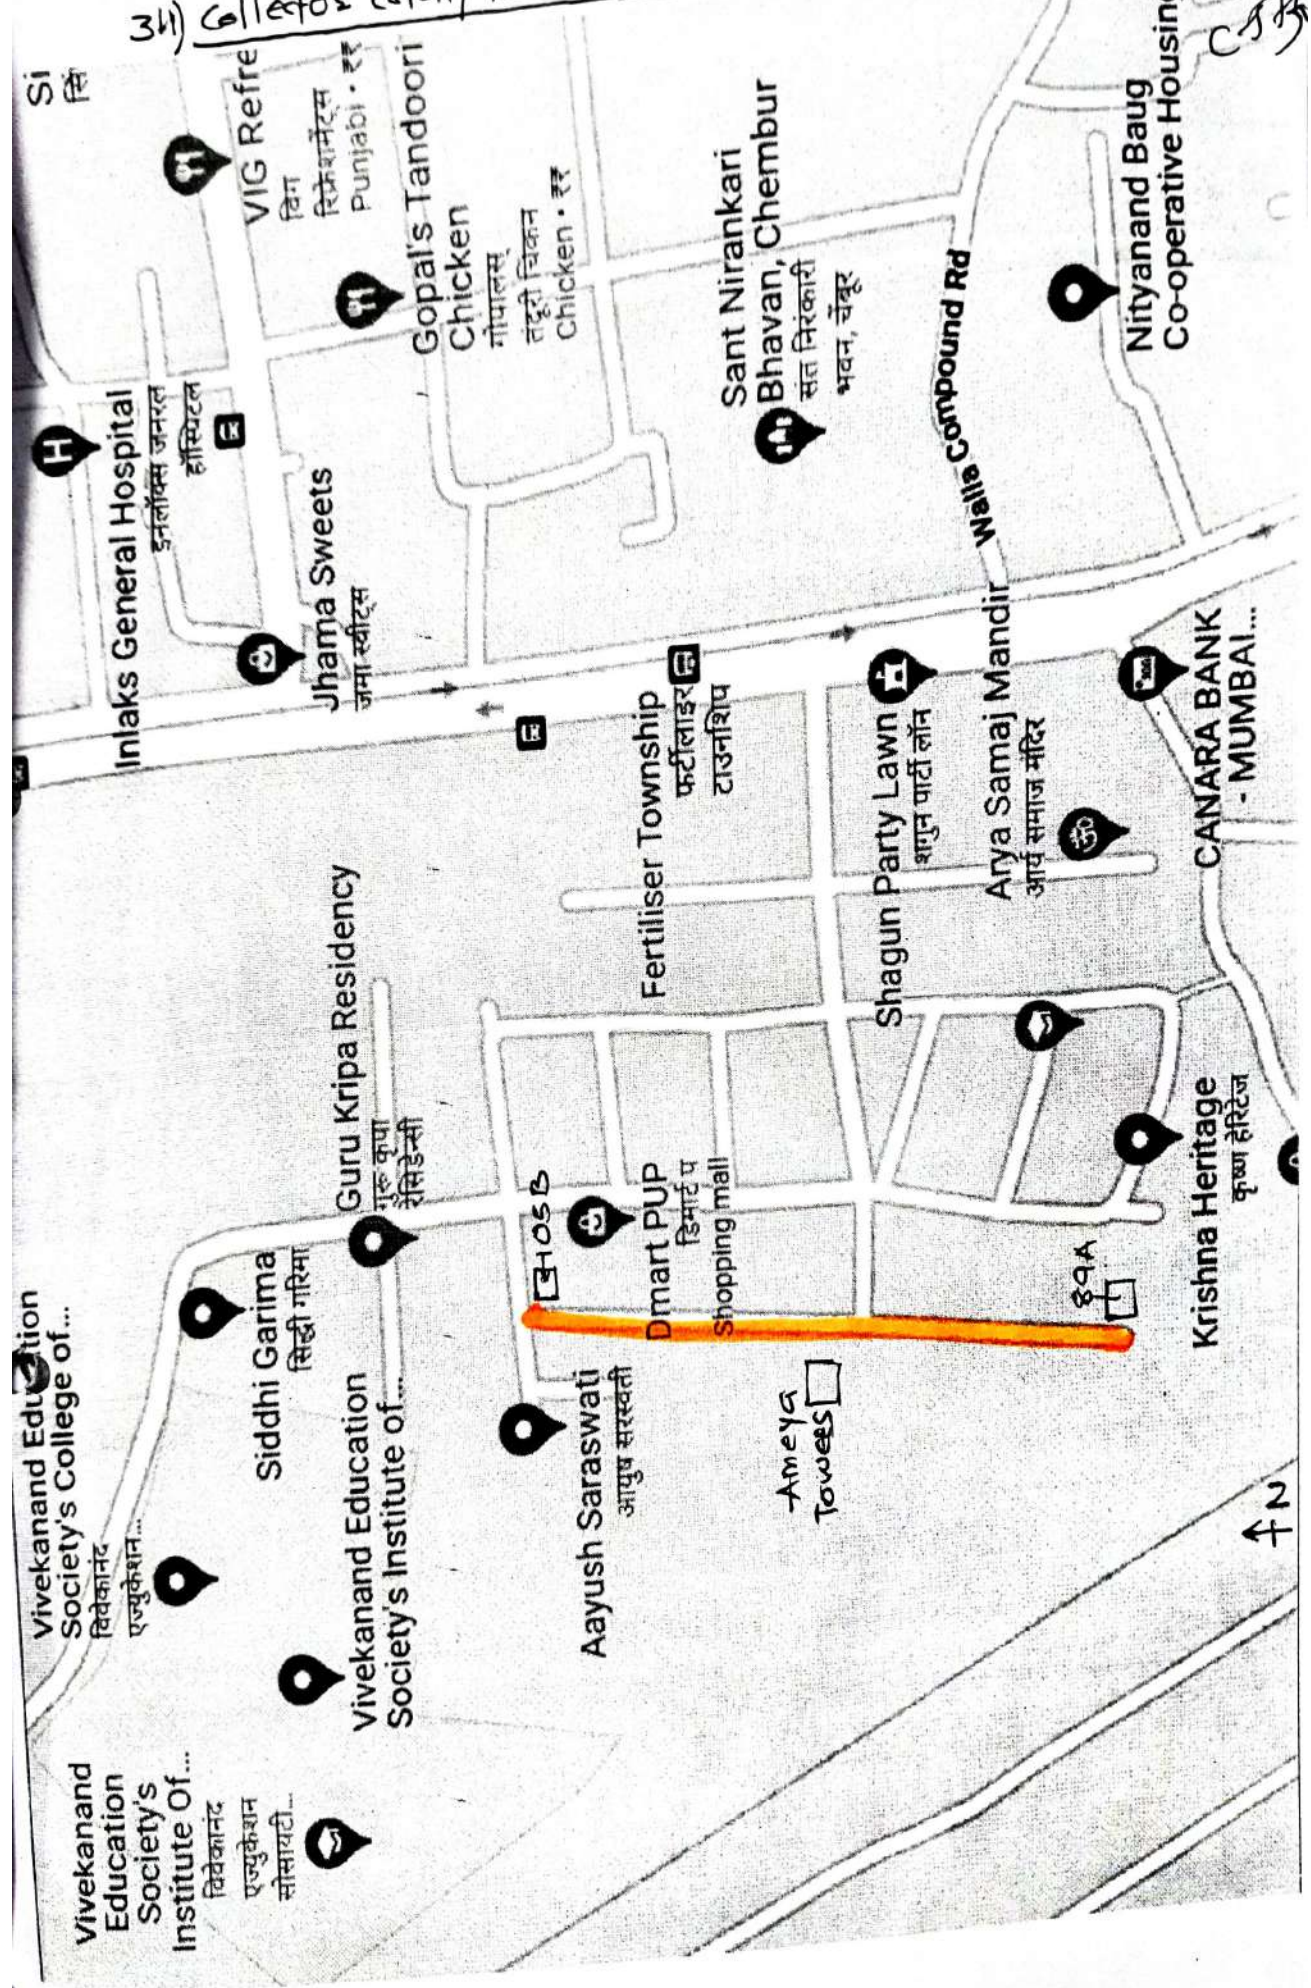 34) Collector
Si
सि
VIG Refre
विग
रिफ्रेशमेंट्स
Punjabi · ₹₹
Gopal's Tandoori
Chicken
गोपालस्
तंदूरी चिकन
Chicken · ₹₹
Inlaks General Hospital
इनलॉक्स जनरल
हॉस्पिटल
H
Jhama Sweets
जमा स्वीट्स
Sant Nirankari
Bhavan, Chembur
संत निरंकारी
भवन, चेंबूर
Walla Compound Rd
Nityanand Baug
Co-operative Housing
Fertiliser Township
फर्टीलाइर
टाउनशिप
Shagun Party Lawn
शगुन पार्टी लॉन
Arya Samaj Mandir
आर्य समाज मंदिर
CANARA BANK
- MUMBAI...
Guru Kripa Residency
गुरु कृपा
रेसिडेन्सी
Siddhi Garima
सिद्धी गरिमा
Dmart PUP
डिमार्ट प
Shopping mall
89A
Krishna Heritage
कृष्ण हेरिटेज
Vivekanand Education
Society's College of...
विवेकानंद
एज्युकेशन...
Vivekanand Education
Society's Institute of...
Aayush Saraswati
आयुष सरस्वती
Ameya
Towers
Vivekanand
Education
Society's
Institute Of...
विवेकानंद
एज्युकेशन
सोसायटी...
N